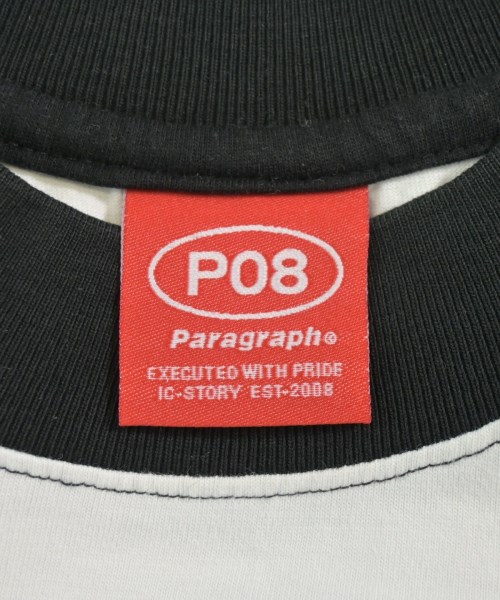 P08
Paragraph®
EXECUTED WITH PRIDE
IC-STORY EST-2008